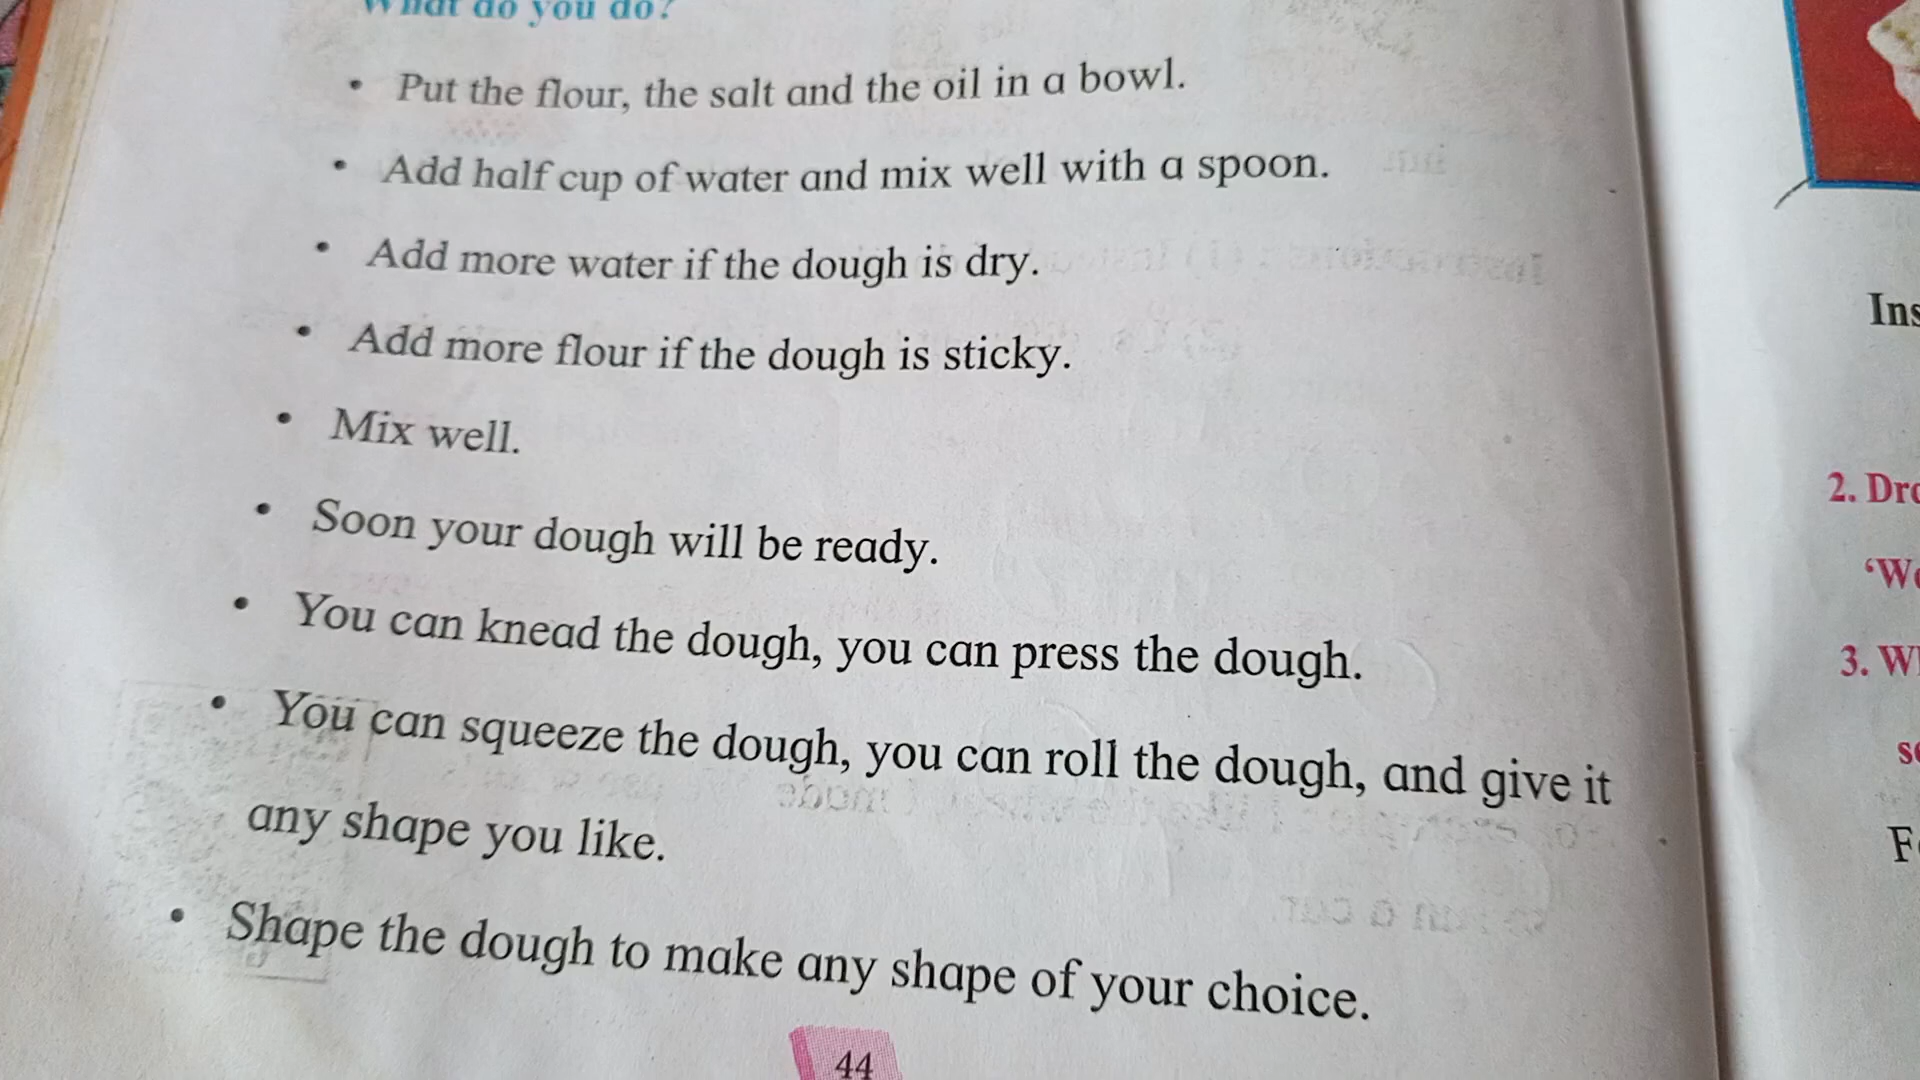 What do you do?
• Put the flour, the salt and the oil in a bowl.
• Add half cup of water and mix well with a spoon.
• Add more water if the dough is dry.
• Add more flour if the dough is sticky.
• Mix well.
• Soon your dough will be ready.
• You can knead the dough, you can press the dough.
• You can squeeze the dough, you can roll the dough, and give it
any shape you like.
• Shape the dough to make any shape of your choice.
44
2.
3.